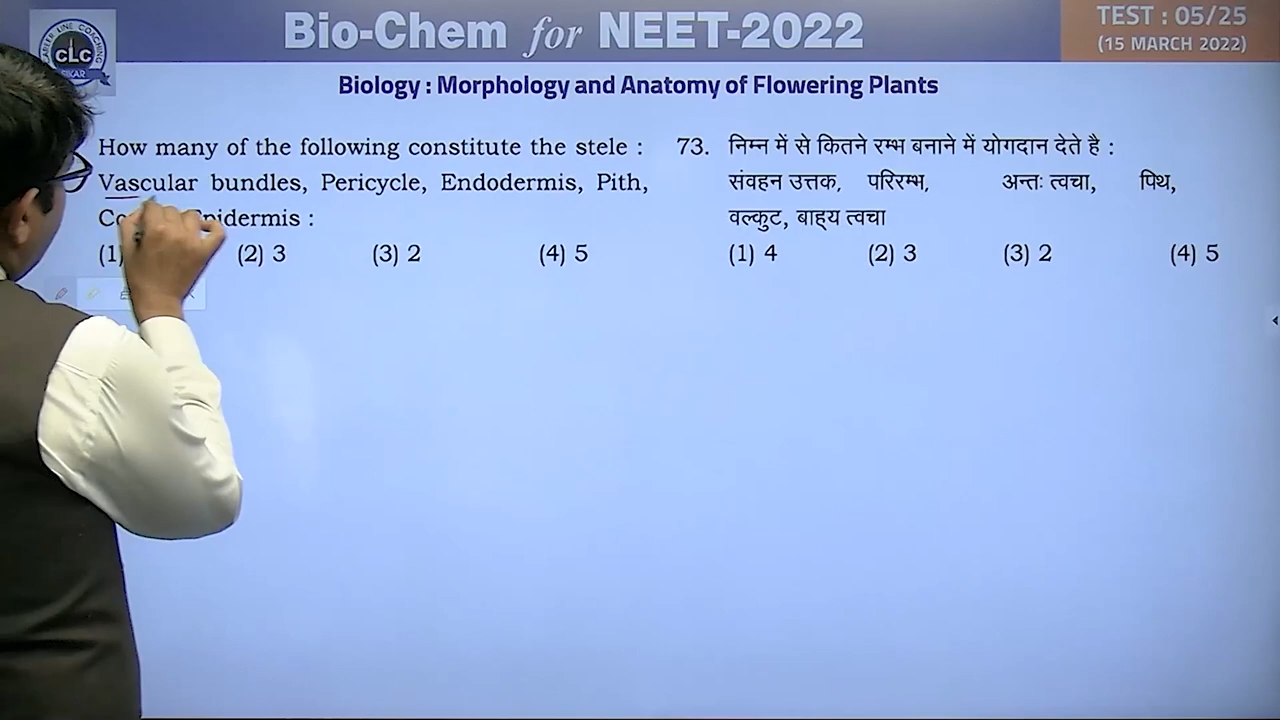 Bio-Chem for NEET-2022
TEST : 05/25
(15 MARCH 2022)
CLC
SIKAR
Biology : Morphology and Anatomy of Flowering Plants
How many of the following constitute the stele :
Vascular bundles, Pericycle, Endodermis, Pith,
Epidermis :
(1)
(2) 3
(3) 2
(4) 5
73. निम्न में से कितने रम्भ बनाने में योगदान देते है :
संवहन उत्तक, परिरम्भ, अन्तः त्वचा, पिथ,
वल्कुट, बाह्य त्वचा
(1) 4
(2) 3
(3) 2
(4) 5